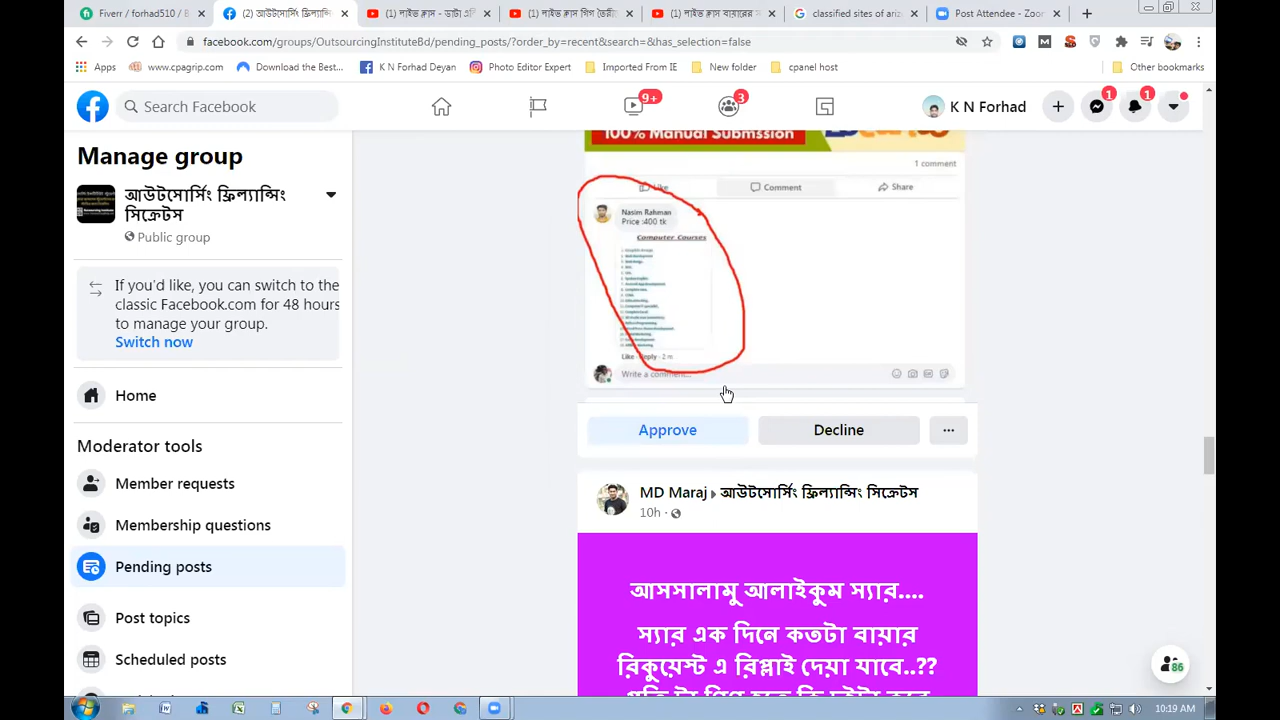 Fiverr / forhad510 / B
(2) আউটসোর্সিং ফ্রিল্যান্সিং
(1) লাইভ ক্লাস - ডাটা এন্ট্রি
(1) লাইভ ক্লাস গিগ তৈরী
(1) লাইভ ক্লাস বায়ারের
classified sites of ariz
Post Attendee - Zoom
facebook.com/groups/OutsourcingInstituteBd/pending_posts/?order_by=recent&search=&has_selection=false
Apps
www.cpagrip.com
Download the Best...
K N Forhad Deyan
Photo Editor Expert
Imported From IE
New folder
cpanel host
Other bookmarks
Search Facebook
9+
3
K N Forhad
1
1
Manage group
আউটসোর্সিং ফ্রিল্যান্সিং
সিক্রেটস
Public group
If you'd like, you can switch to the
classic Facebook.com for 48 hours
to manage your group.
Switch now
Home
Moderator tools
Member requests
Membership questions
Pending posts
Post topics
Scheduled posts
100% Manual Submssion
1 comment
Like
Comment
Share
Nasim Rahman
Price :400 tk
Computer Courses
Like · Reply · 2 m
Write a comment...
Approve
Decline
MD Maraj ▸ আউটসোর্সিং ফ্রিল্যান্সিং সিক্রেটস
10h
আসসালামু আলাইকুম স্যার....
স্যার এক দিনে কতটা বায়ার
রিকুয়েস্ট এ রিপ্লাই দেয়া যাবে..??
86
10:19 AM